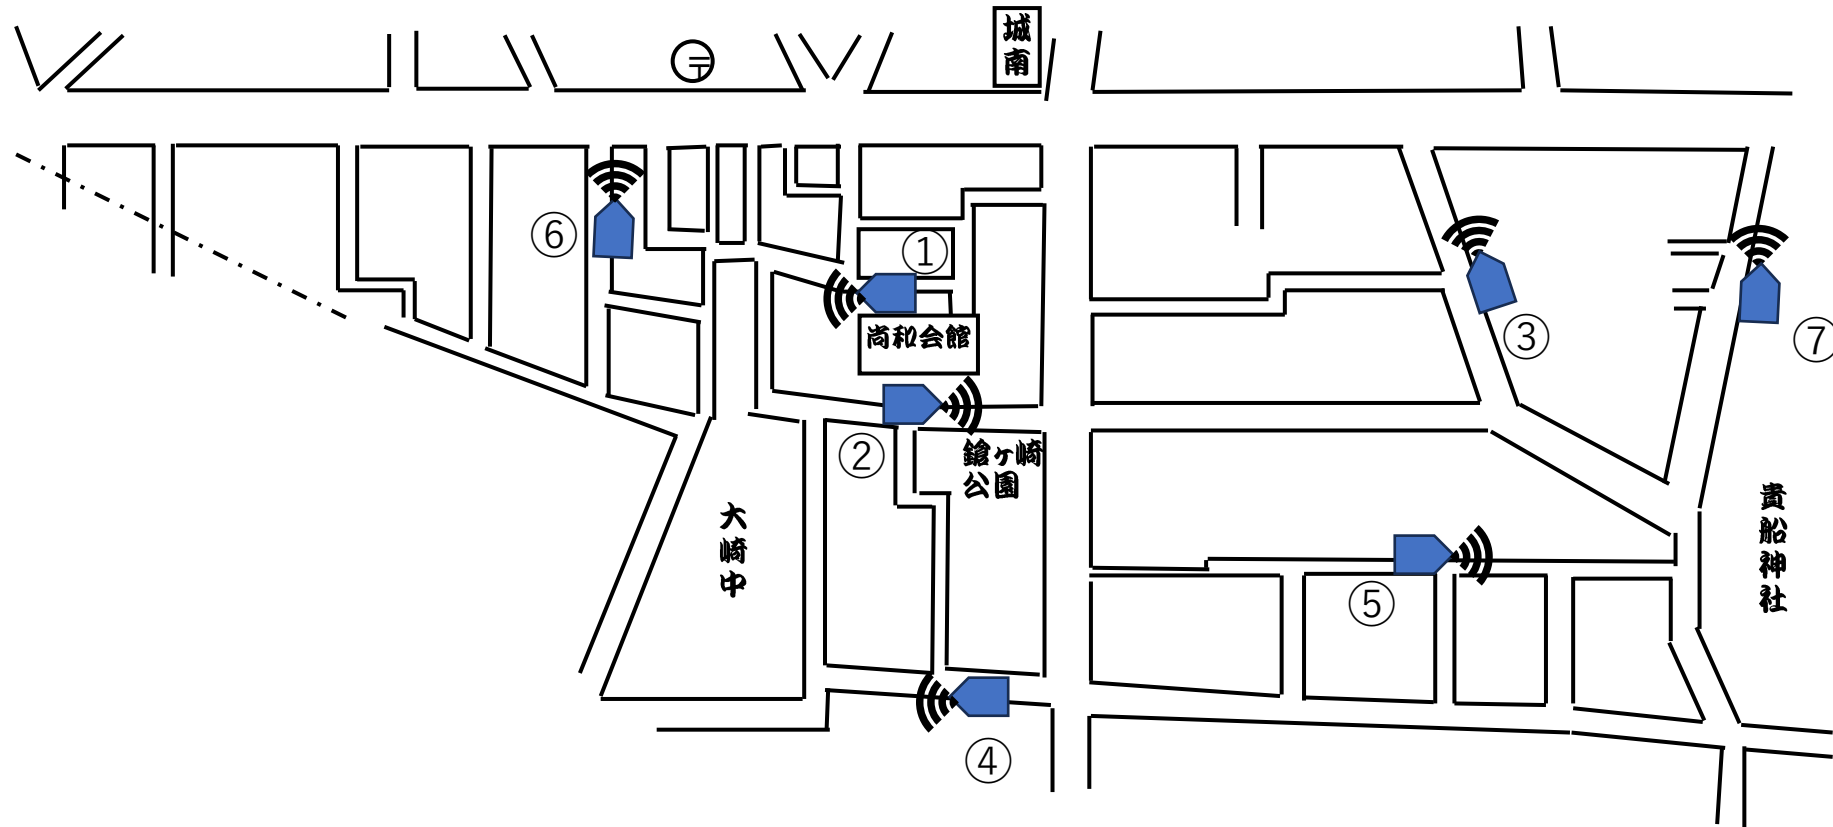 城
南
〒
⑥
①
尚和会館
③
⑦
②
鎗ヶ崎
公園
大
崎
中
貴
船
神
社
⑤
④